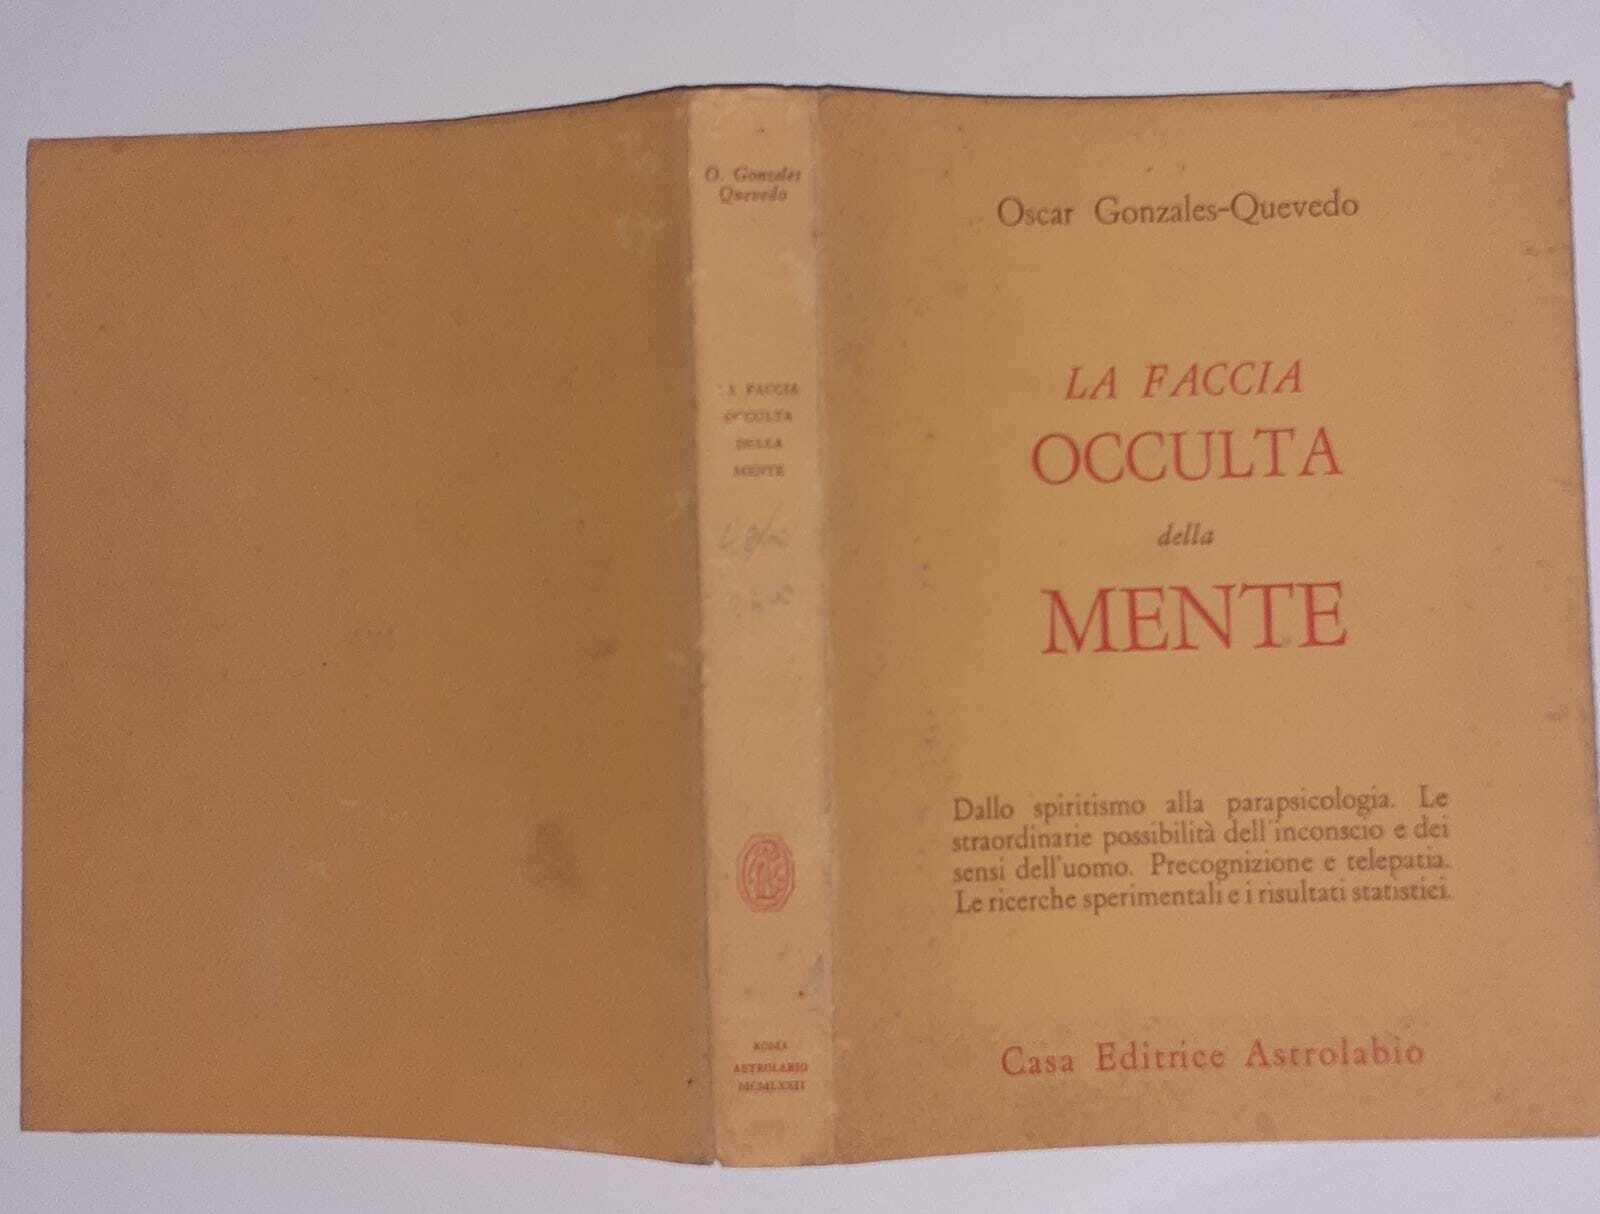 O. Gonzales
Quevedo
LA FACCIA
OCCULTA
DELLA
MENTE
ROMA
ASTROLABIO
MCMLXXII
Oscar Gonzales-Quevedo
LA FACCIA
OCCULTA
della
MENTE
Dallo spiritismo alla parapsicologia. Le
straordinarie possibilità dell'inconscio e dei
sensi dell'uomo. Precognizione e telepatia.
Le ricerche sperimentali e i risultati statistici.
Casa Editrice Astrolabio